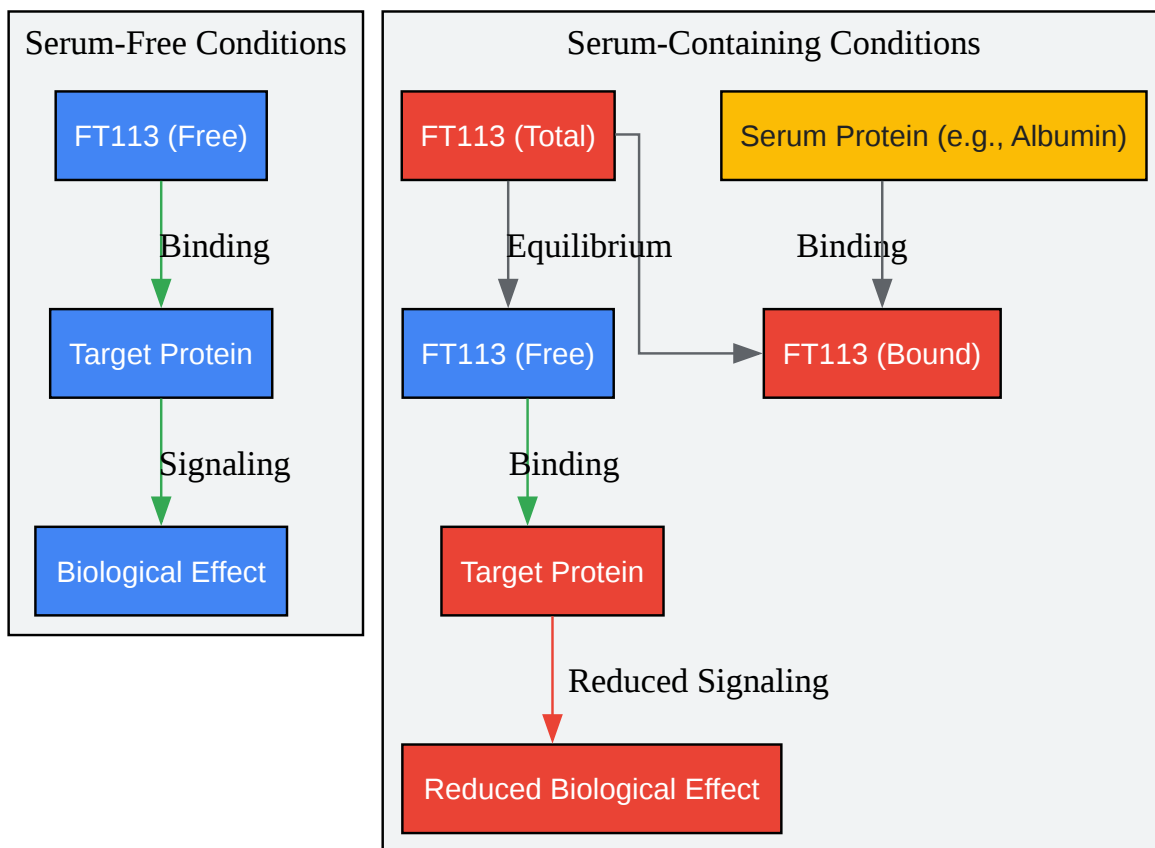 Serum-Free Conditions
FT113 (Free)
Binding
Target Protein
Signaling
Biological Effect
Serum-Containing Conditions
FT113 (Total)
Serum Protein (e.g., Albumin)
Equilibrium
Binding
FT113 (Free)
FT113 (Bound)
Binding
Target Protein
Reduced Signaling
Reduced Biological Effect